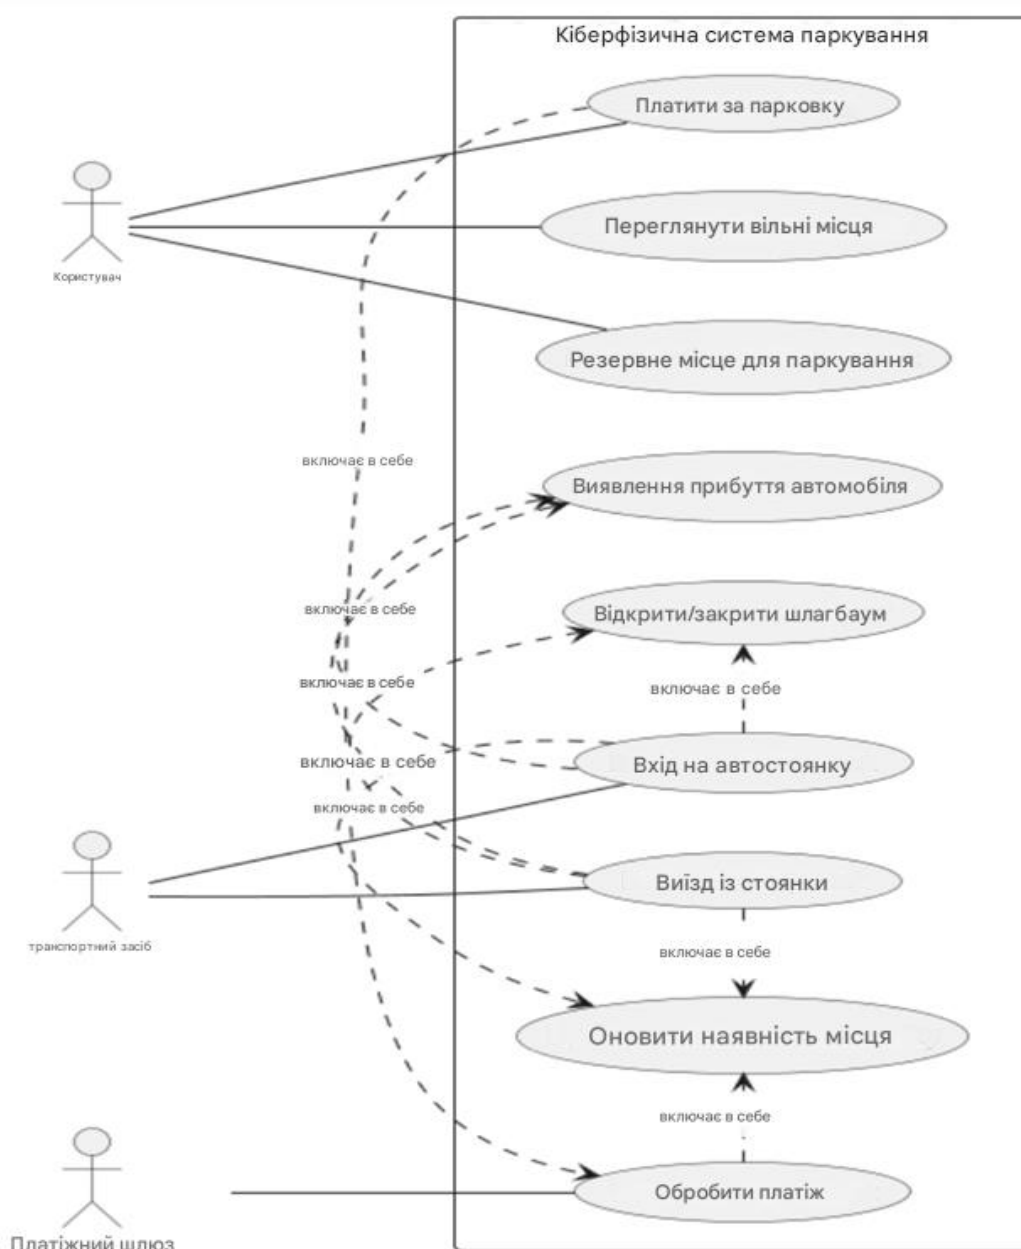 Кіберфізична система паркування
Платити за парковку
Переглянути вільні місця
Користувач
Резервне місце для паркування
включає в себе
Виявлення прибуття автомобіля
включає в себе
Відкрити/закрити шлагбаум
включає в себе
включає в себе
включає в себе
Вхід на автостоянку
включає в себе
Виїзд із стоянки
транспортний засіб
включає в себе
Оновити наявність місця
включає в себе
Обробити платіж
Платіжний шлюз